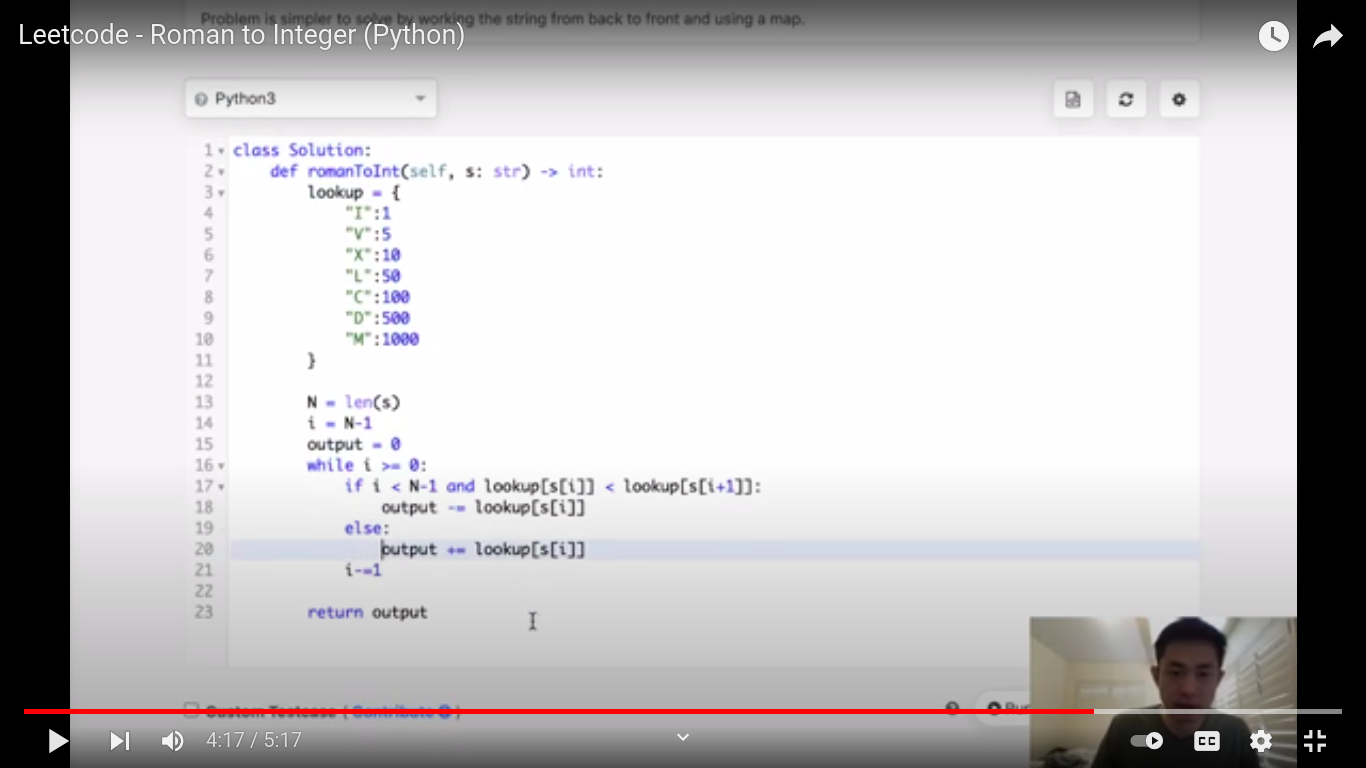 Problem is simpler to solve by working the string from back to front and using a map.
Leetcode - Roman to Integer (Python)
Python3
1 class Solution:
2 def romanToInt(self, s: str) -> int:
3 lookup = {
4 "I":1
5 "V":5
6 "X":10
7 "L":50
8 "C":100
9 "D":500
10 "M":1000
11 }
12
13 N = len(s)
14 i = N-1
15 output = 0
16 while i >= 0:
17 if i < N-1 and lookup[s[i]] < lookup[s[i+1]]:
18 output -= lookup[s[i]]
19 else:
20 output += lookup[s[i]]
21 i-=1
22
23 return output
Custom Testcase ( Contribute )
4:17 / 5:17
CC